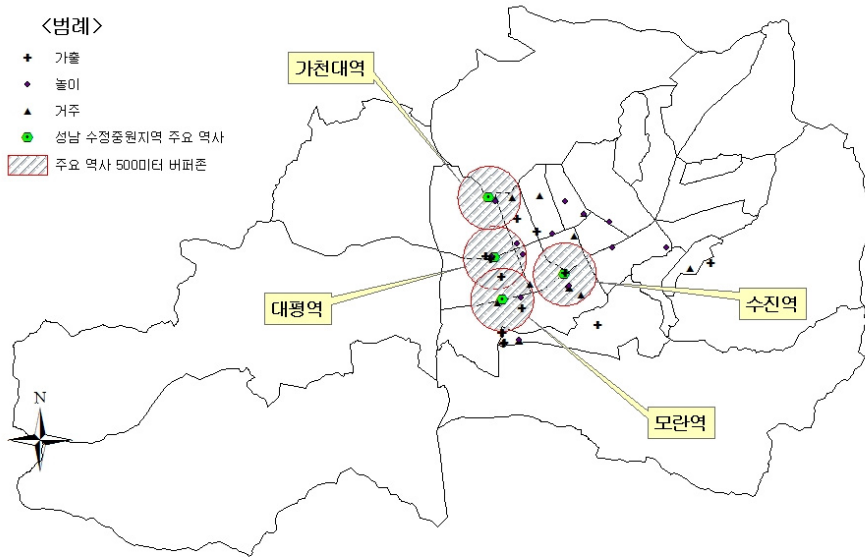 <범례>
가출
놀이
거주
성남 수정중원지역 주요 역사
주요 역사 500미터 버퍼존
가천대역
대평역
수진역
모란역
N